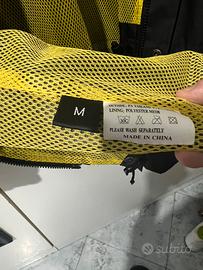 M
LINING: POLYESTER MESH
PLEASE WASH SEPARATELY
MADE IN CHINA
subito